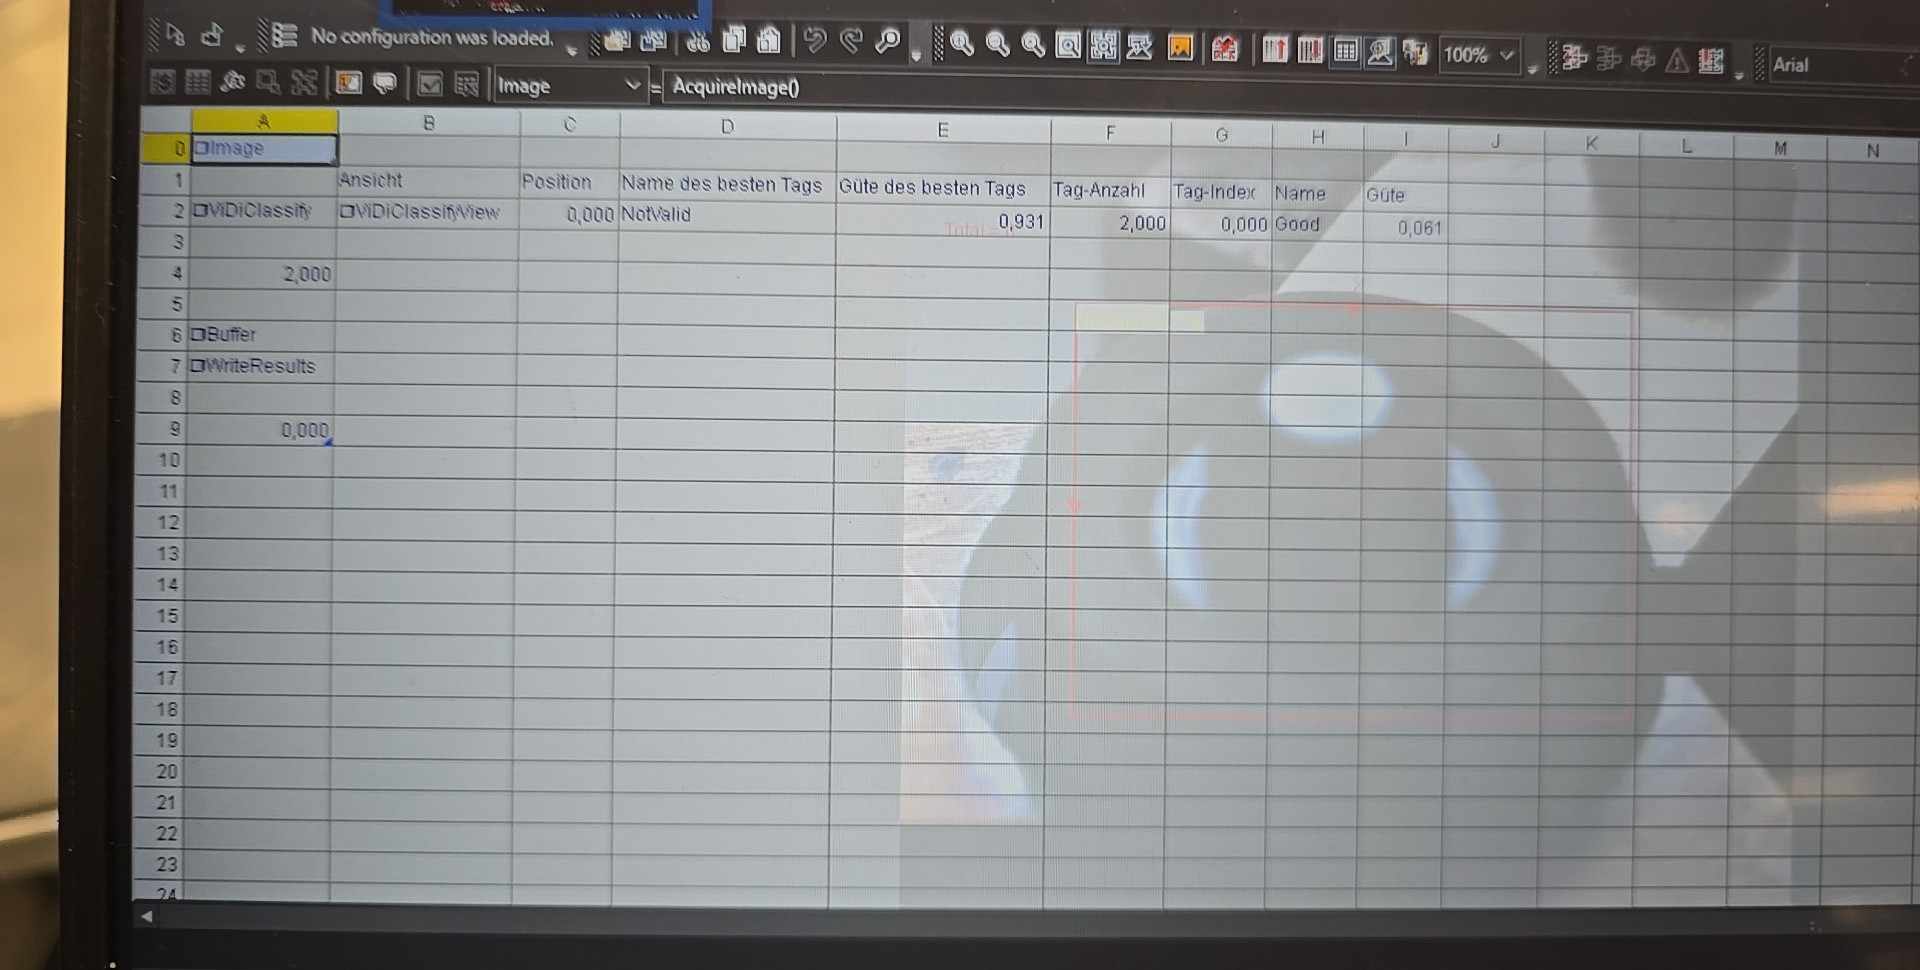 No configuration was loaded.
100%
Arial
Image = AcquireImage()
A B C D E F G H I J K L M N
0 Image
1 Ansicht Position Name des besten Tags Güte des besten Tags Tag-Anzahl Tag-Index Name Güte
2 ViDiClassify ViDiClassifyView 0,000 NotValid 0,931 2,000 0,000 Good 0,061
3
4 2,000
5
6 Buffer
7 WriteResults
8
9 0,000
10
11
12
13
14
15
16
17
18
19
20
21
22
23
24